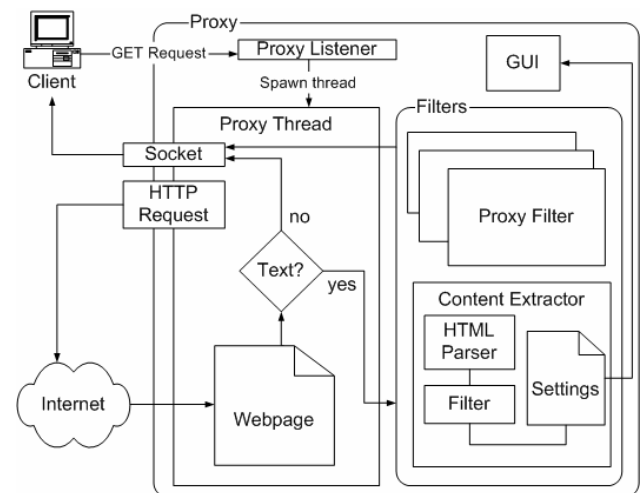 Proxy
Client
GET Request
Proxy Listener
GUI
Spawn thread
Proxy Thread
Filters
Socket
HTTP
Request
no
Text?
yes
Proxy Filter
Content Extractor
HTML
Parser
Filter
Settings
Internet
Webpage